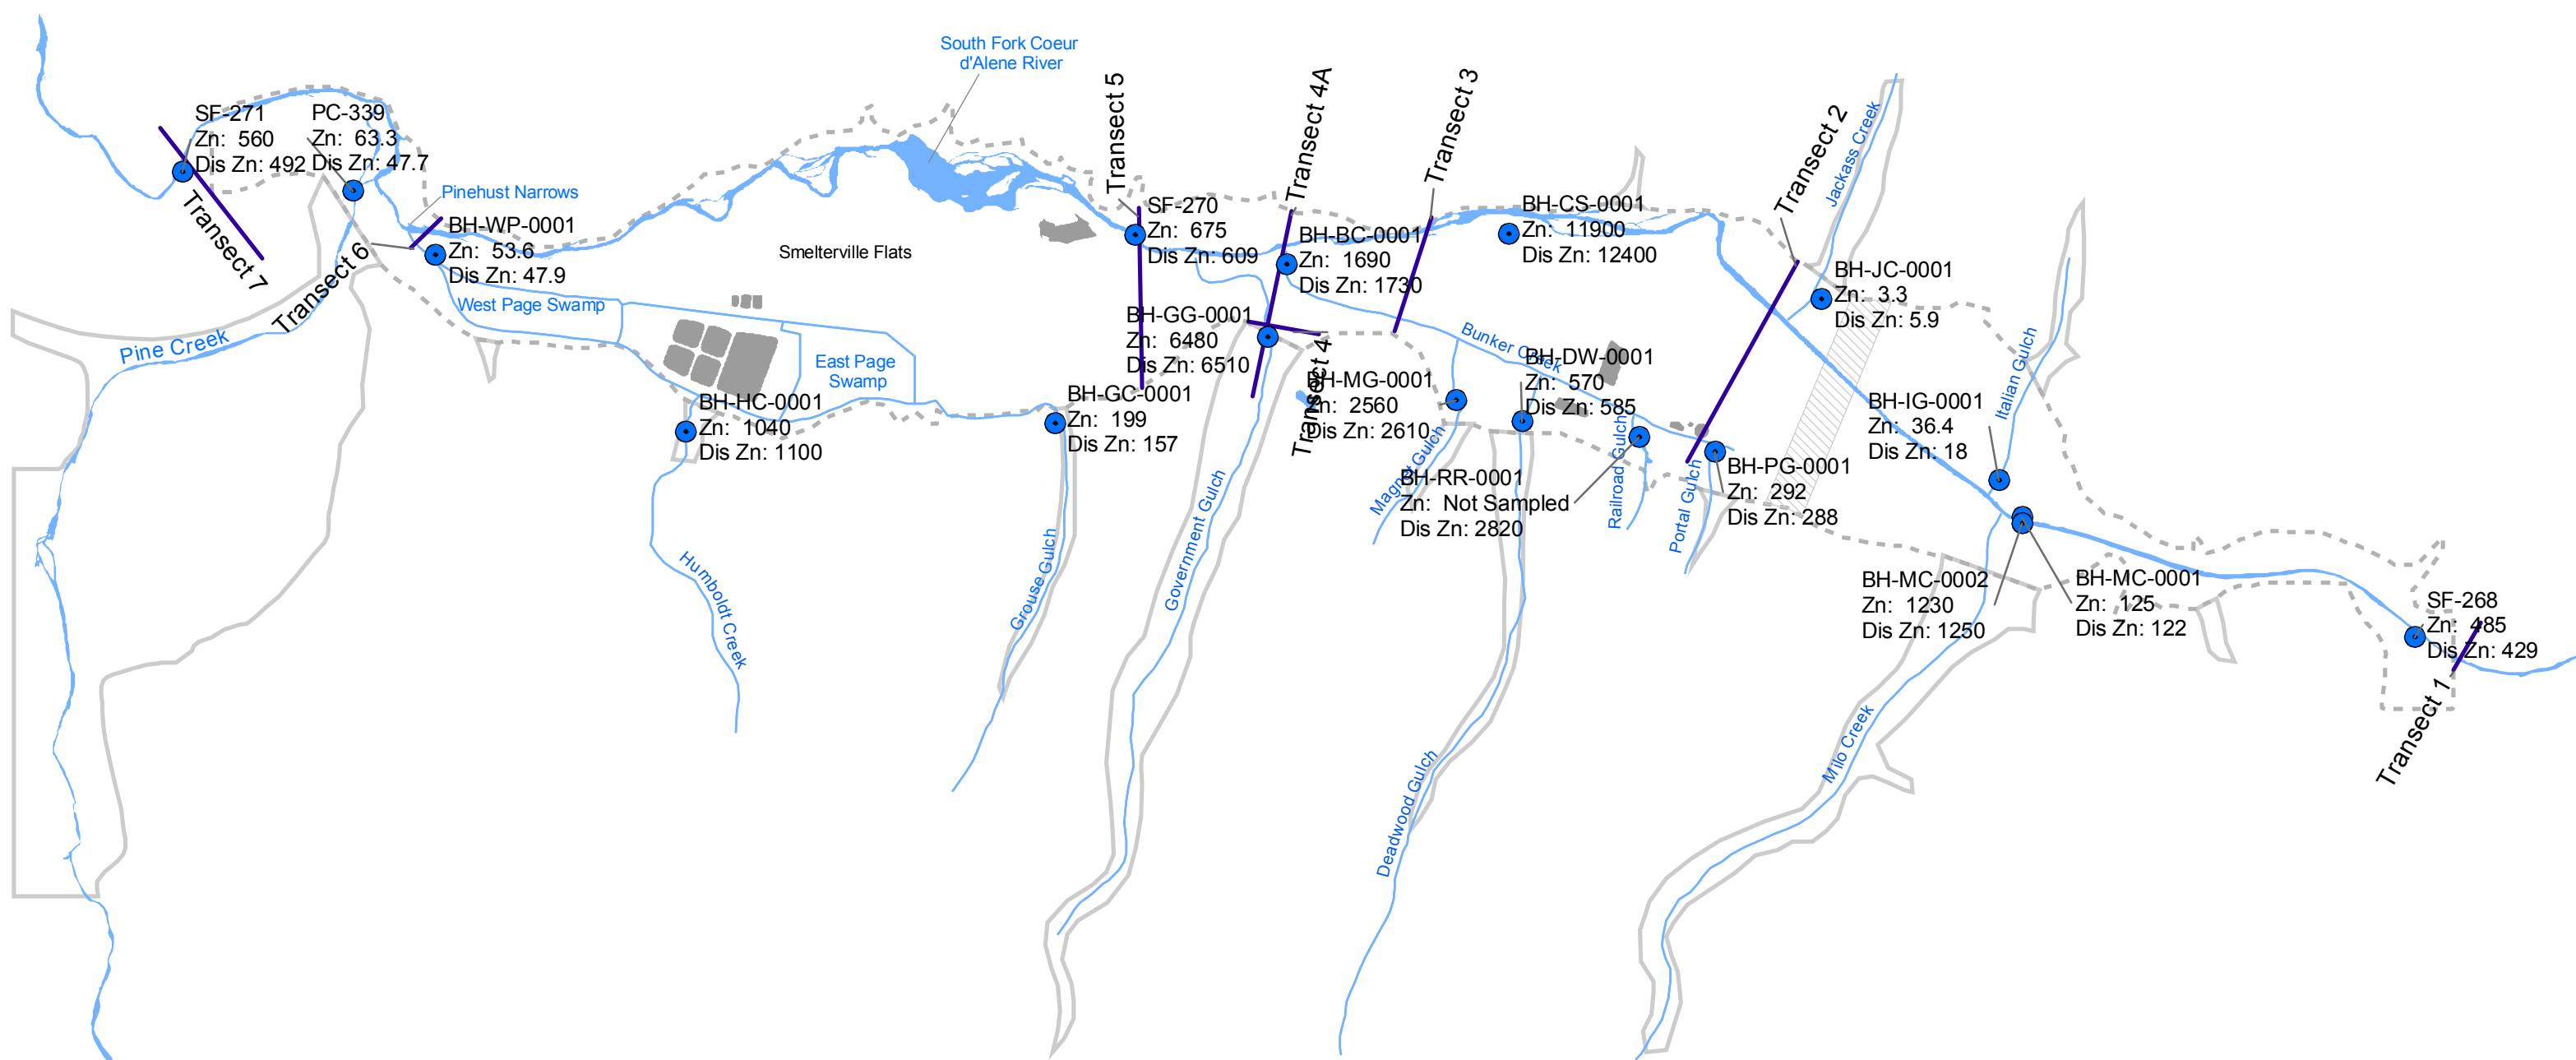 South Fork Coeur
d'Alene River
Transect 5
Transect 4A
Transect 3
Transect 2
Jackass Creek
SF-271
Zn: 560
Dis Zn: 492
PC-339
Zn: 63.3
Dis Zn: 47.7
Transect 7
Pinehust Narrows
BH-WP-0001
Zn: 53.6
Dis Zn: 47.9
Transect 6
West Page Swamp
Pine Creek
Smelterville Flats
SF-270
Zn: 675
Dis Zn: 609
BH-BC-0001
Zn: 1690
Dis Zn: 1730
BH-CS-0001
Zn: 11900
Dis Zn: 12400
BH-JC-0001
Zn: 3.3
Dis Zn: 5.9
BH-GG-0001
Zn: 6480
Dis Zn: 6510
Transect 4
Bunker Creek
BH-DW-0001
Zn: 570
Dis Zn: 585
BH-MG-0001
Zn: 2560
Dis Zn: 2610
East Page
Swamp
BH-HC-0001
Zn: 1040
Dis Zn: 1100
BH-GC-0001
Zn: 199
Dis Zn: 157
BH-IG-0001
Zn: 36.4
Dis Zn: 18
Italian Gulch
Magnet Gulch
BH-RR-0001
Zn: Not Sampled
Dis Zn: 2820
Railroad Gulch
Portal Gulch
BH-PG-0001
Zn: 292
Dis Zn: 288
Humboldt Creek
Grouse Gulch
Government Gulch
Deadwood Gulch
Milo Creek
BH-MC-0002
Zn: 1230
Dis Zn: 1250
BH-MC-0001
Zn: 125
Dis Zn: 122
SF-268
Zn: 485
Dis Zn: 429
Transect 1